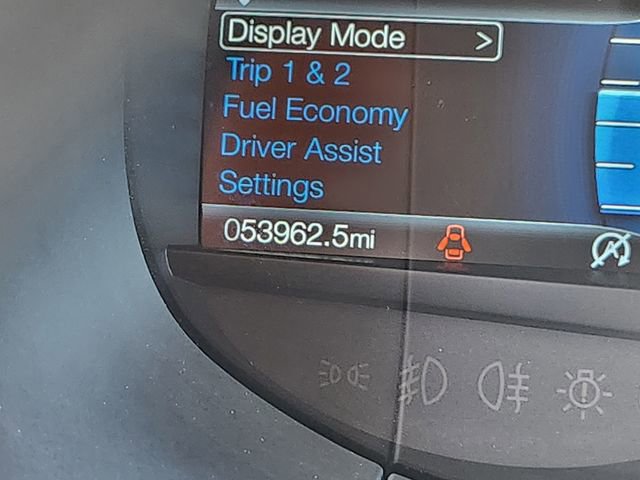 Display Mode >
Trip 1 & 2
Fuel Economy
Driver Assist
Settings
053962.5mi